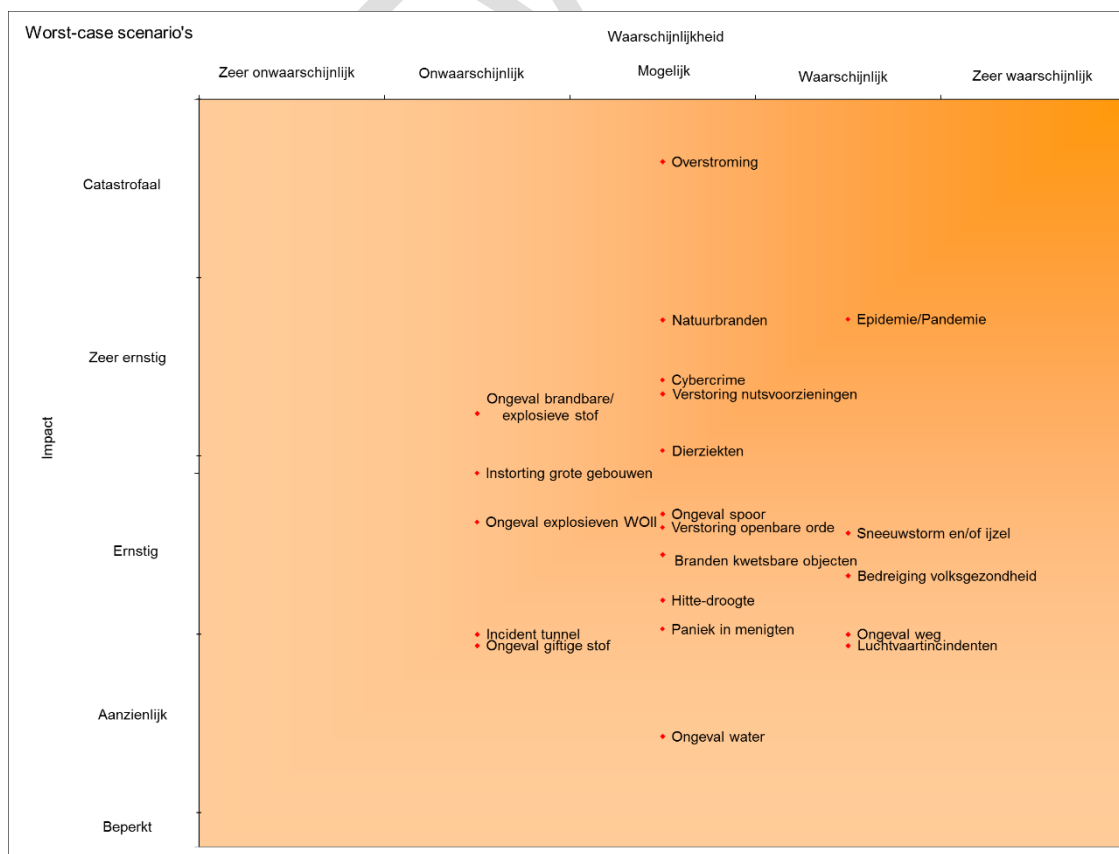 Worst-case scenario's
Waarschijnlijkheid
Zeer onwaarschijnlijk
Onwaarschijnlijk
Mogelijk
Waarschijnlijk
Zeer waarschijnlijk
Impact
Catastrofaal
Overstroming
Zeer ernstig
Natuurbranden
Epidemie/Pandemie
Cybercrime
Verstoring nutsvoorzieningen
Ongeval brandbare/
explosieve stof
Dierziekten
Instorting grote gebouwen
Ernstig
Ongeval explosieven WOII
Ongeval spoor
Verstoring openbare orde
Sneeuwstorm en/of ijzel
Branden kwetsbare objecten
Bedreiging volksgezondheid
Hitte-droogte
Paniek in menigten
Incident tunnel
Ongeval giftige stof
Ongeval weg
Luchtvaartincindenten
Aanzienlijk
Ongeval water
Beperkt